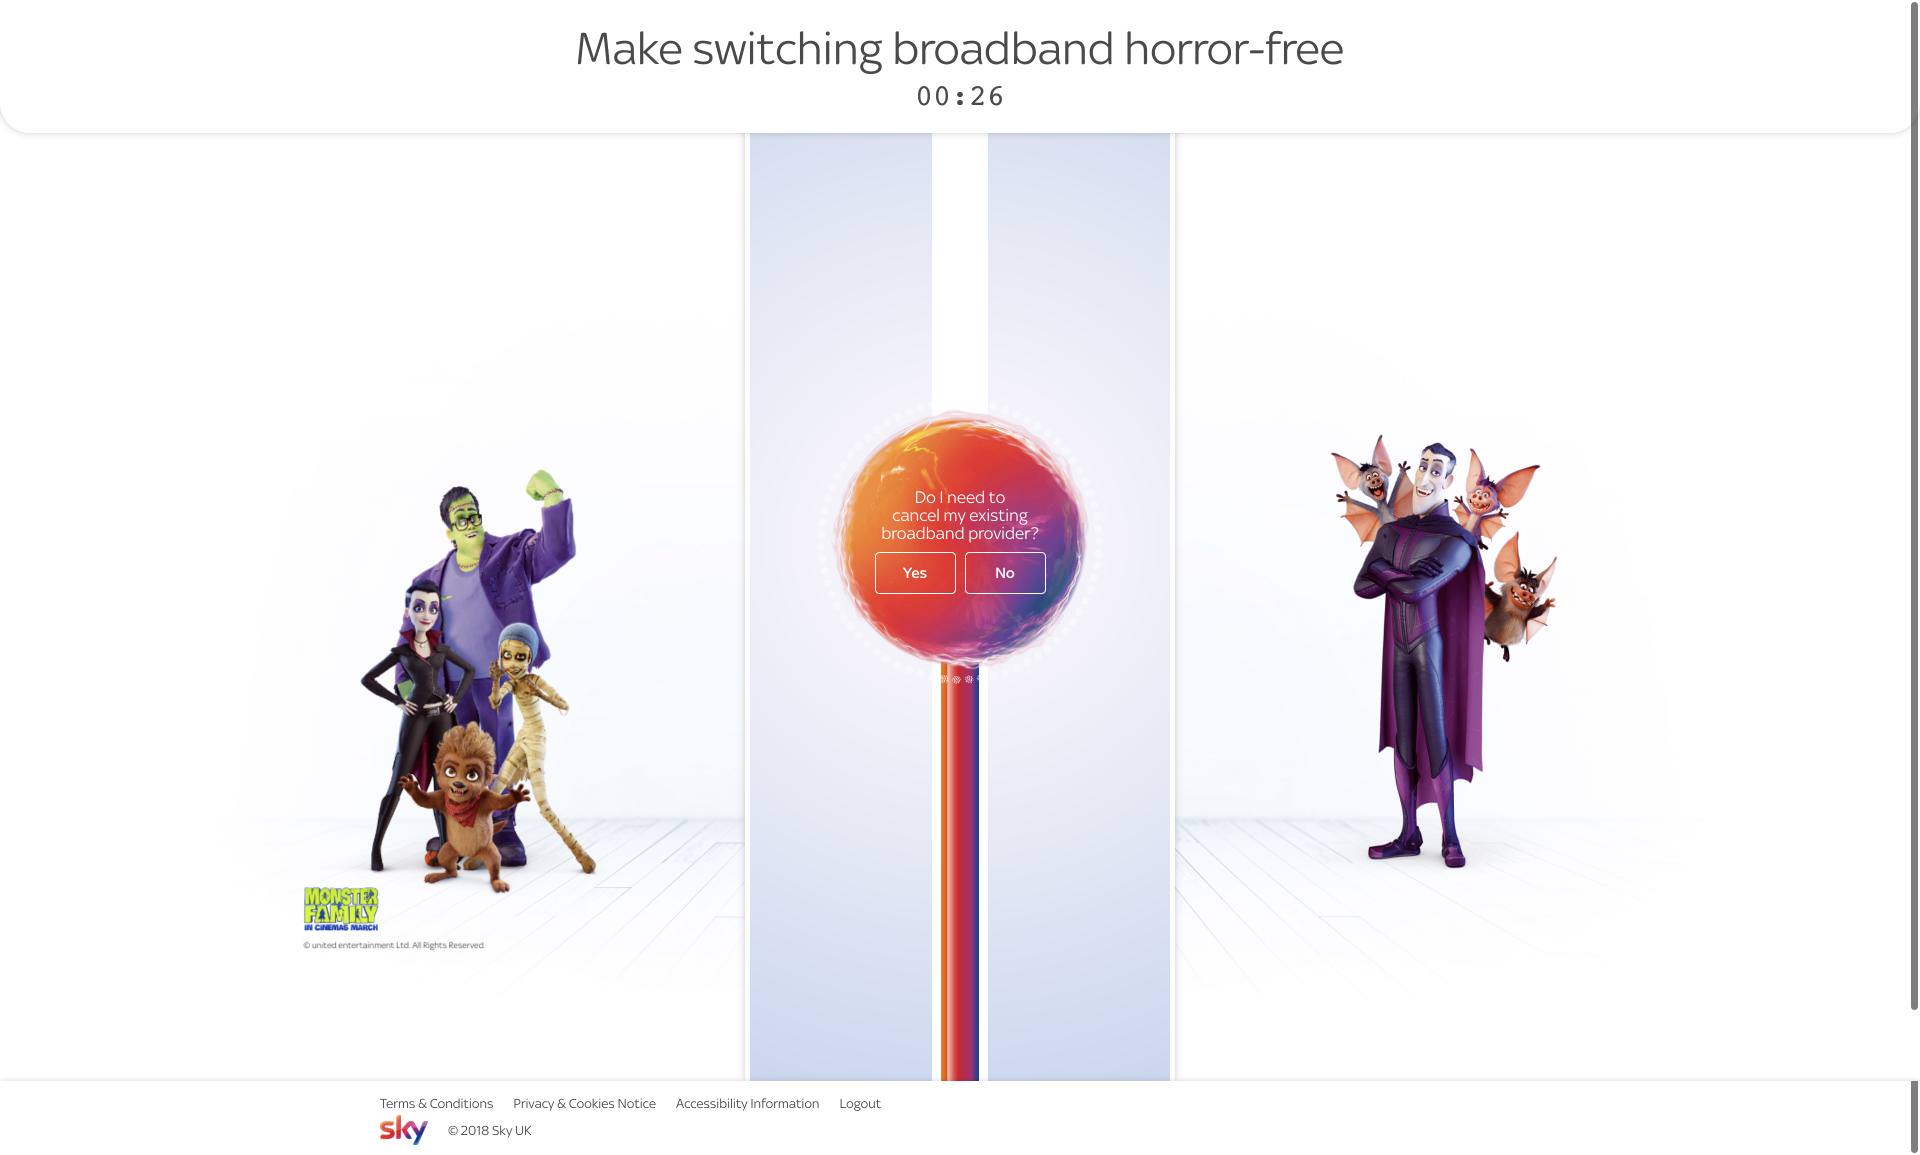 Make switching broadband horror-free
00:26
Do I need to
cancel my existing
broadband provider?
Yes No
MONSTER
FAMILY
IN CINEMAS MARCH
© united entertainment Ltd. All Rights Reserved.
Terms & Conditions Privacy & Cookies Notice Accessibility Information Logout
sky © 2018 Sky UK